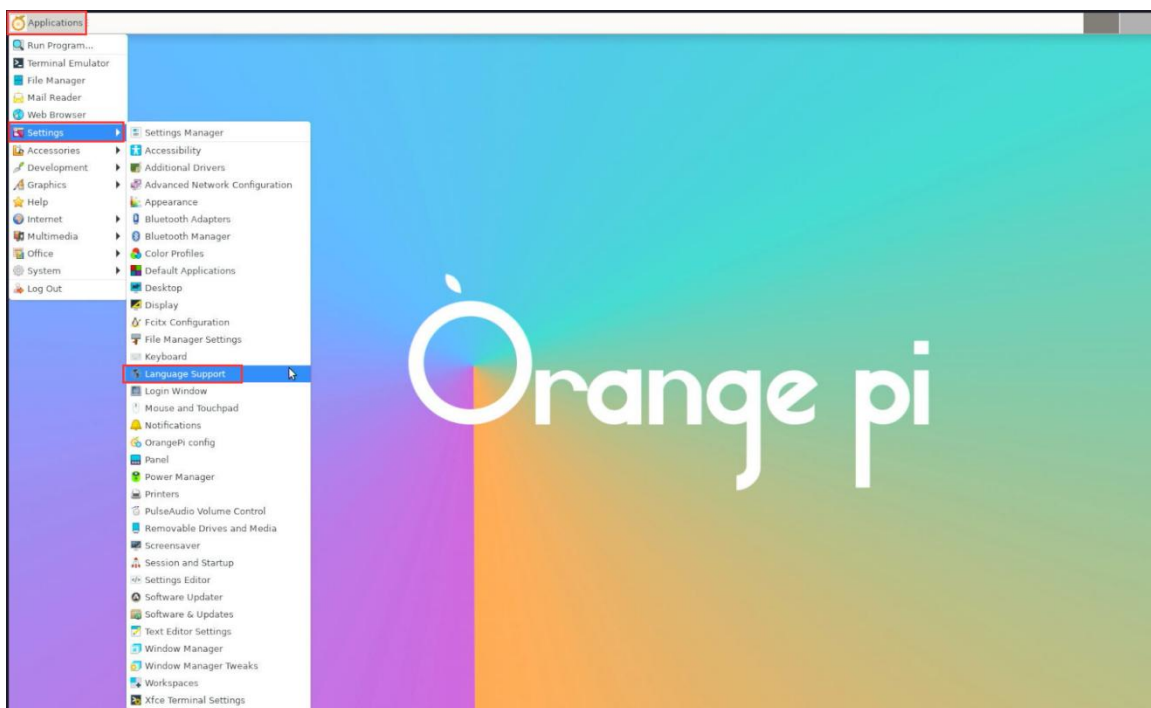 Applications
Run Program...
Terminal Emulator
File Manager
Mail Reader
Web Browser
Settings
Accessories
Development
Graphics
Help
Internet
Multimedia
Office
System
Log Out
Settings Manager
Accessibility
Additional Drivers
Advanced Network Configuration
Appearance
Bluetooth Adapters
Bluetooth Manager
Color Profiles
Default Applications
Desktop
Display
Fcitx Configuration
File Manager Settings
Keyboard
Language Support
Login Window
Mouse and Touchpad
Notifications
OrangePi config
Panel
Power Manager
Printers
PulseAudio Volume Control
Removable Drives and Media
Screensaver
Session and Startup
Settings Editor
Software Updater
Software & Updates
Text Editor Settings
Window Manager
Window Manager Tweaks
Workspaces
Xfce Terminal Settings
Orange pi